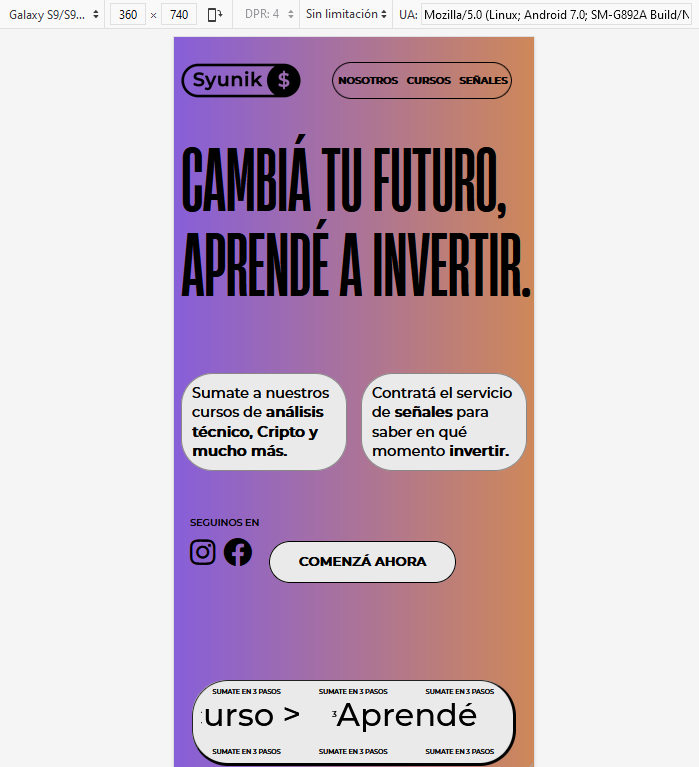 Galaxy S9/S9... 360 × 740 DPR: 4 Sin limitación UA: Mozilla/5.0 (Linux; Android 7.0; SM-G892A Build/N
Syunik $ NOSOTROS CURSOS SEÑALES
CAMBIÁ TU FUTURO,
APRENDÉ A INVERTIR.
Sumate a nuestros
cursos de análisis
técnico, Cripto y
mucho más.
Contratá el servicio
de señales para
saber en qué
momento invertir.
SEGUINOS EN
COMENZÁ AHORA
SUMATE EN 3 PASOS SUMATE EN 3 PASOS SUMATE EN 3 PASOS
urso > 3Aprendé
SUMATE EN 3 PASOS SUMATE EN 3 PASOS SUMATE EN 3 PASOS